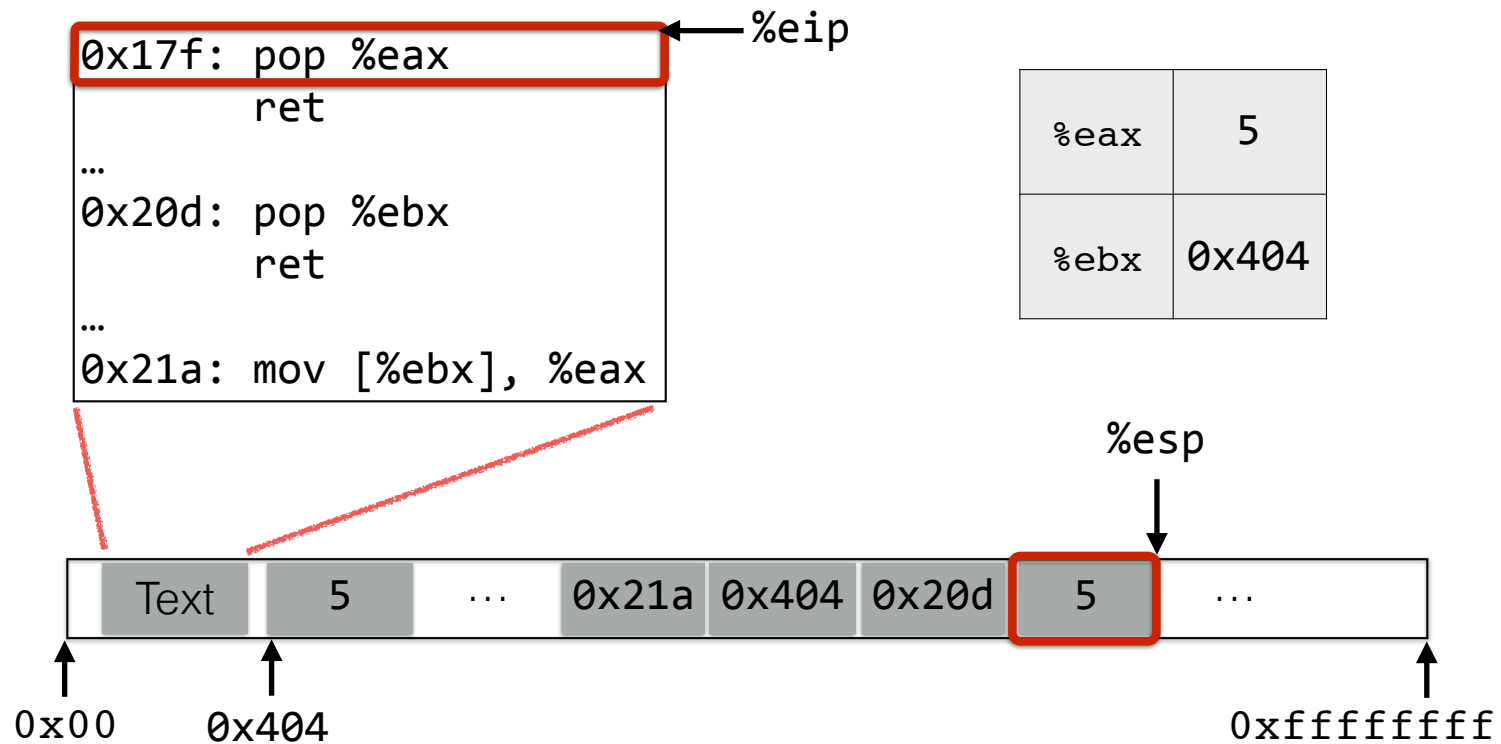 %eip
0x17f: pop %eax
ret
…
0x20d: pop %ebx
ret
…
0x21a: mov [%ebx], %eax
%eax 5
%ebx 0x404
%esp
Text 5 ... 0x21a 0x404 0x20d 5 ...
0x00 0x404 0xffffffff